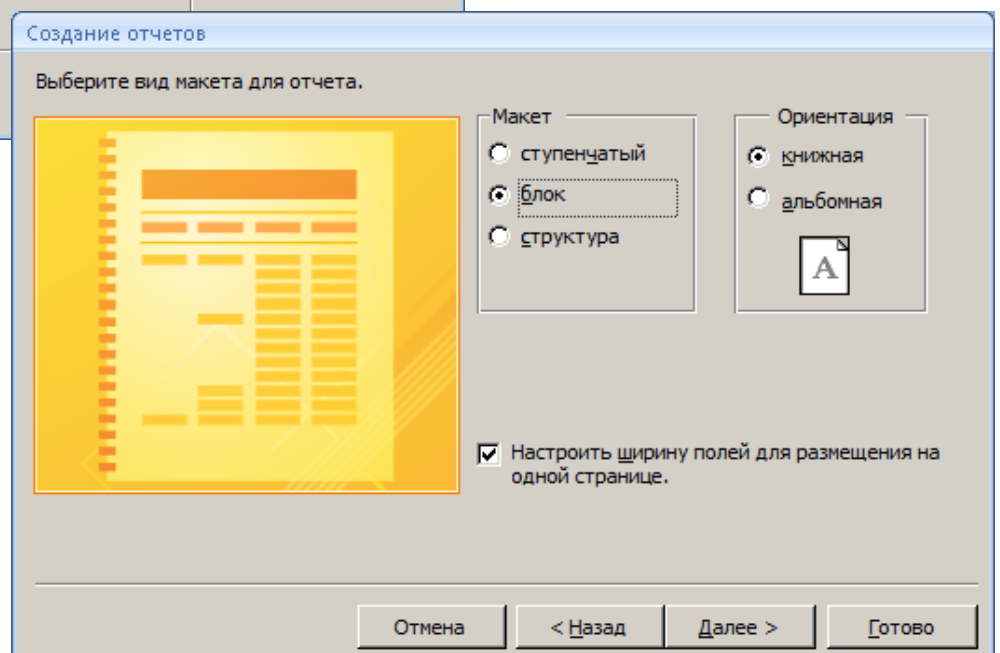 Создание отчетов
Выберите вид макета для отчета.
Макет
ступенчатый
блок
структура
Ориентация
книжная
альбомная
A
Настроить ширину полей для размещения на
одной странице.
Отмена
< Назад
Далее >
Готово